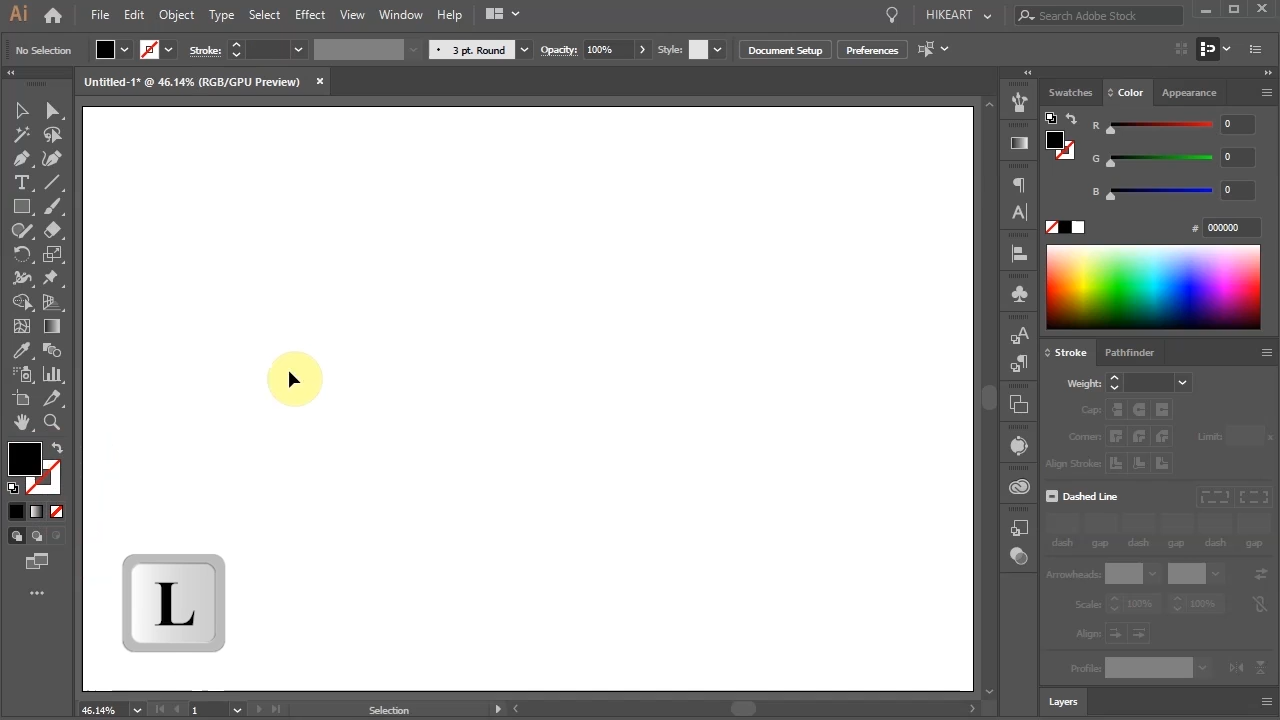 Ai File Edit Object Type Select Effect View Window Help HIKEART Search Adobe Stock
No Selection Stroke: 3 pt. Round Opacity: 100% Style: Document Setup Preferences
Untitled-1* @ 46.14% (RGB/GPU Preview) ×
Swatches Color Appearance
R 0
G 0
B 0
# 000000
Stroke Pathfinder
Weight:
Cap:
Corner: Limit: x
Align Stroke:
Dashed Line
dash gap dash gap dash gap
Arrowheads:
Scale: 100% 100%
Align:
Profile:
Layers
L
46.14% 1 Selection